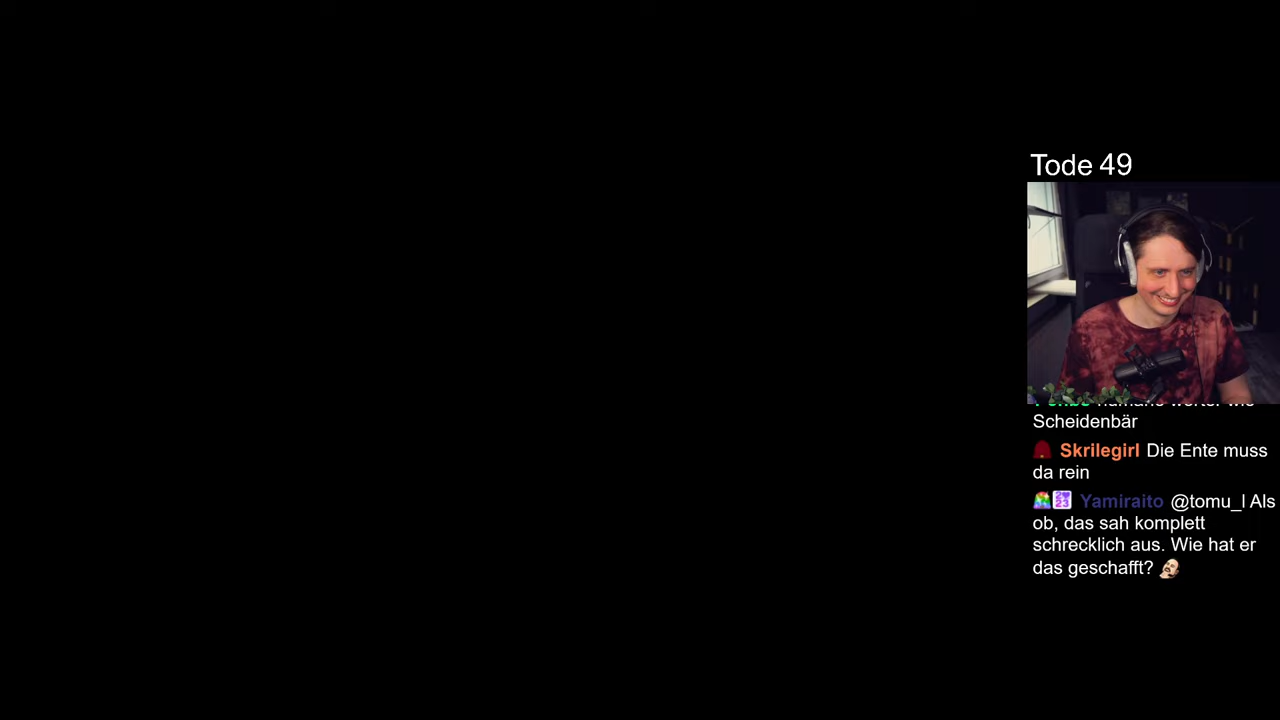 Tode 49
Scheidenbär
Skrilegirl Die Ente muss
da rein
Yamiraito @tomu_l Als
ob, das sah komplett
schrecklich aus. Wie hat er
das geschafft?